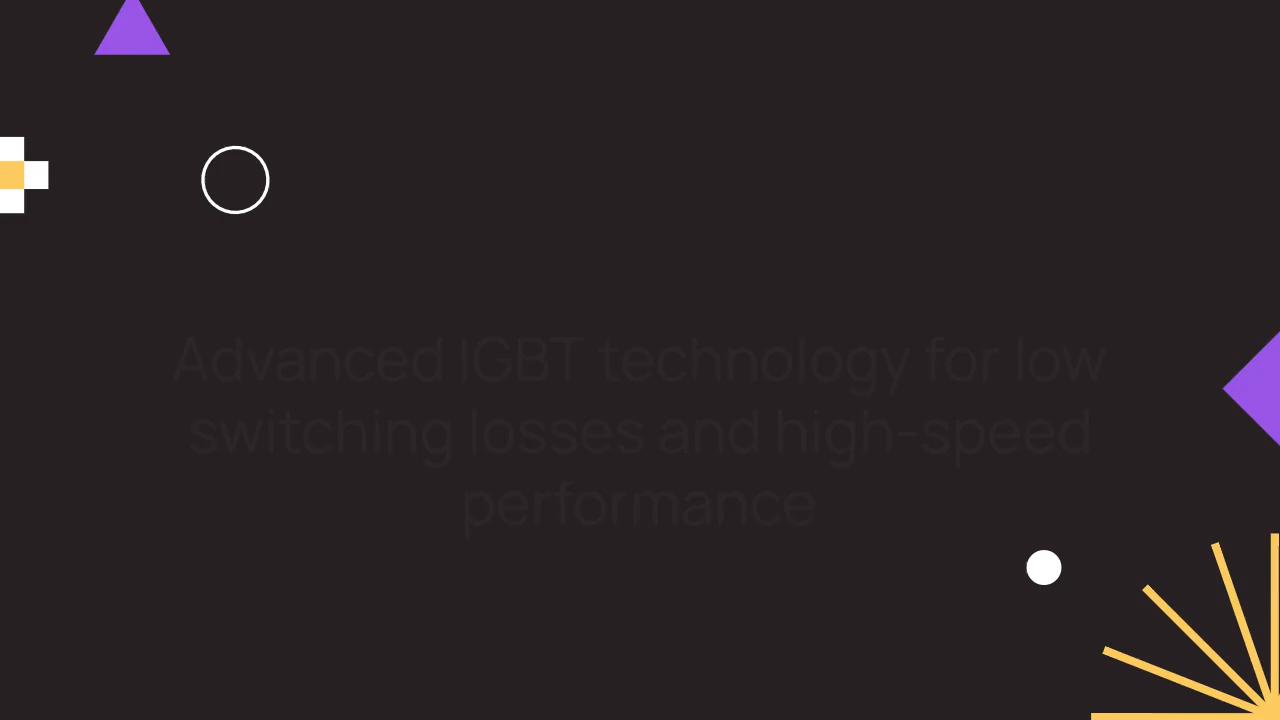 Advanced IGBT technology for low
switching losses and high-speed
performance